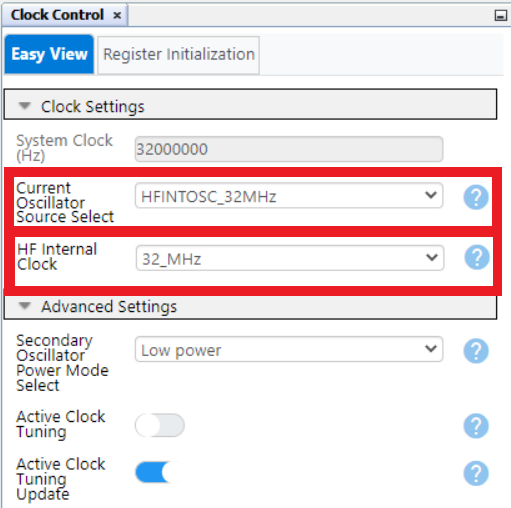 Clock Control ×
Easy View Register Initialization
Clock Settings
System Clock
(Hz)
32000000
Current
Oscillator
Source Select
HFINTOSC_32MHz
?
HF Internal
Clock
32_MHz
?
Advanced Settings
Secondary
Oscillator
Power Mode
Select
Low power
?
Active Clock
Tuning
?
Active Clock
Tuning
Update
?